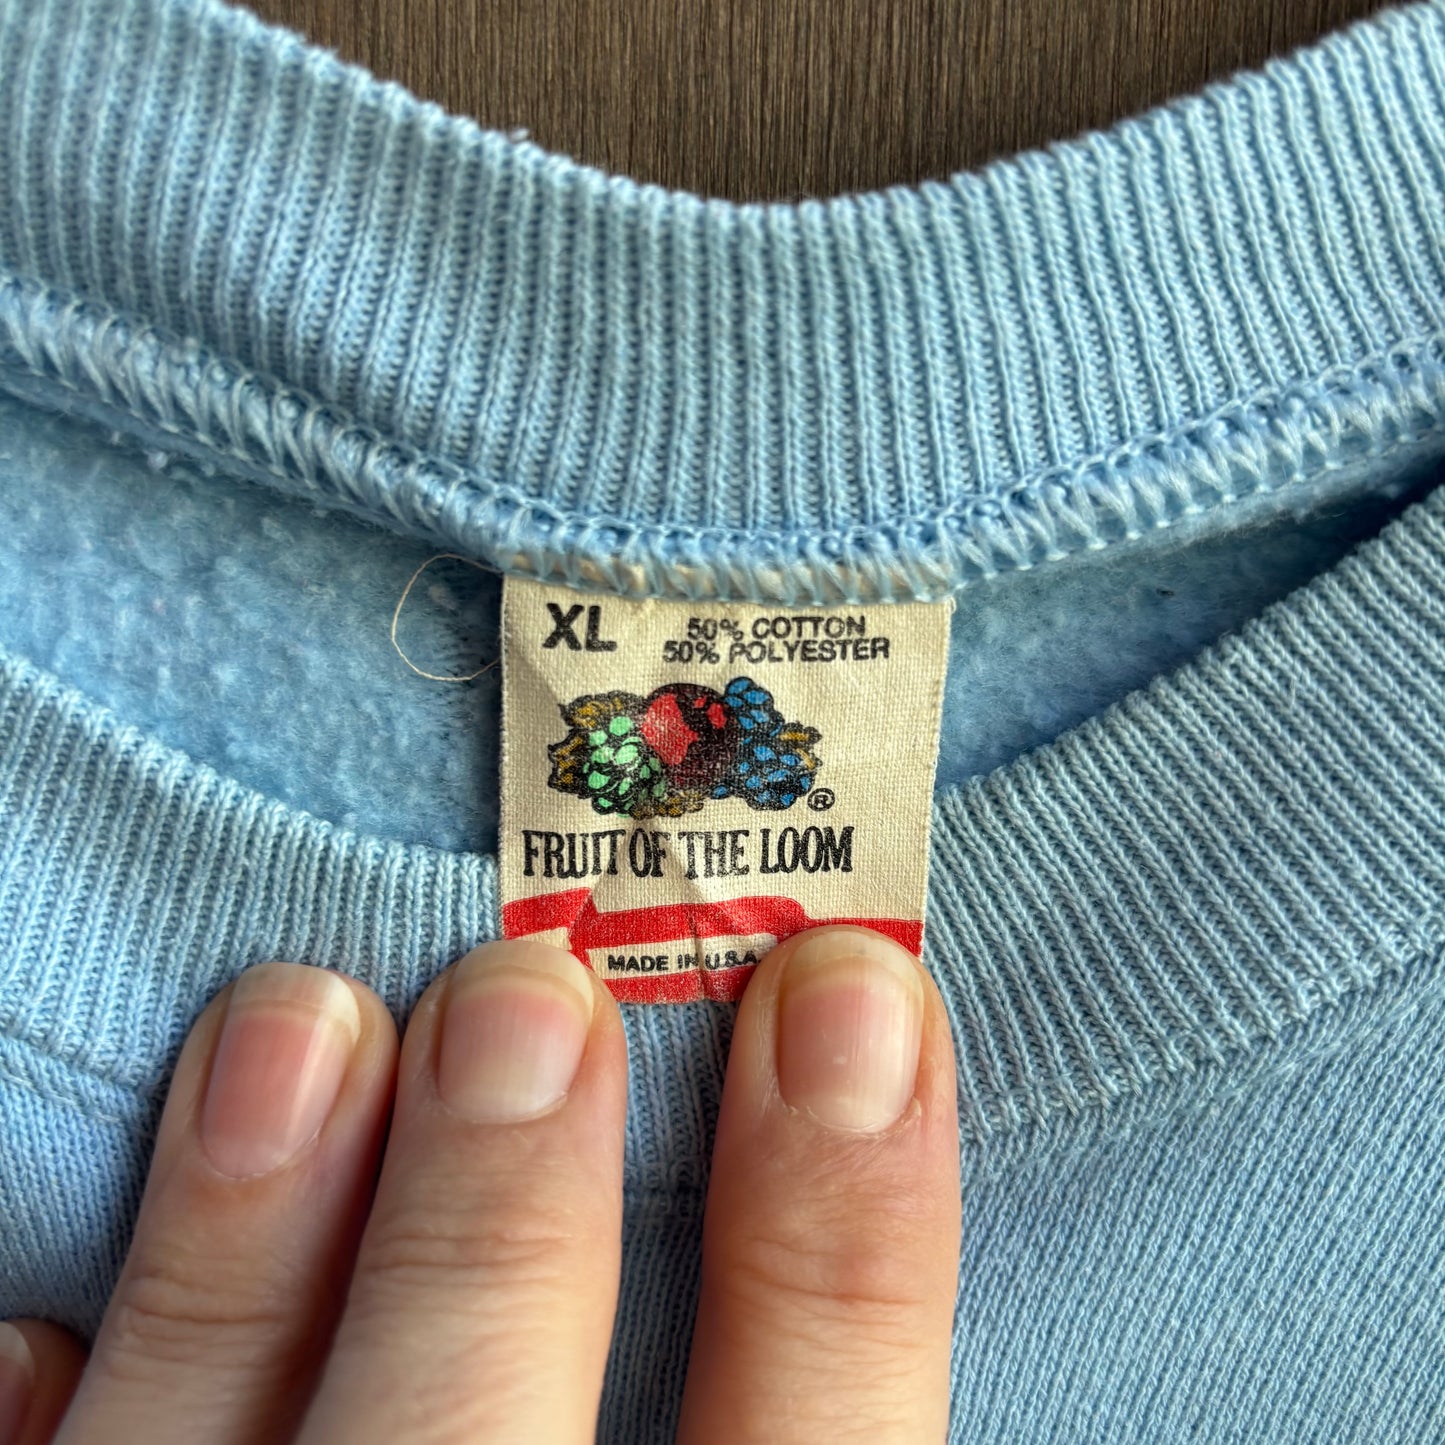 XL
50% COTTON
50% POLYESTER
®
FRUIT OF THE LOOM
MADE IN U.S.A.